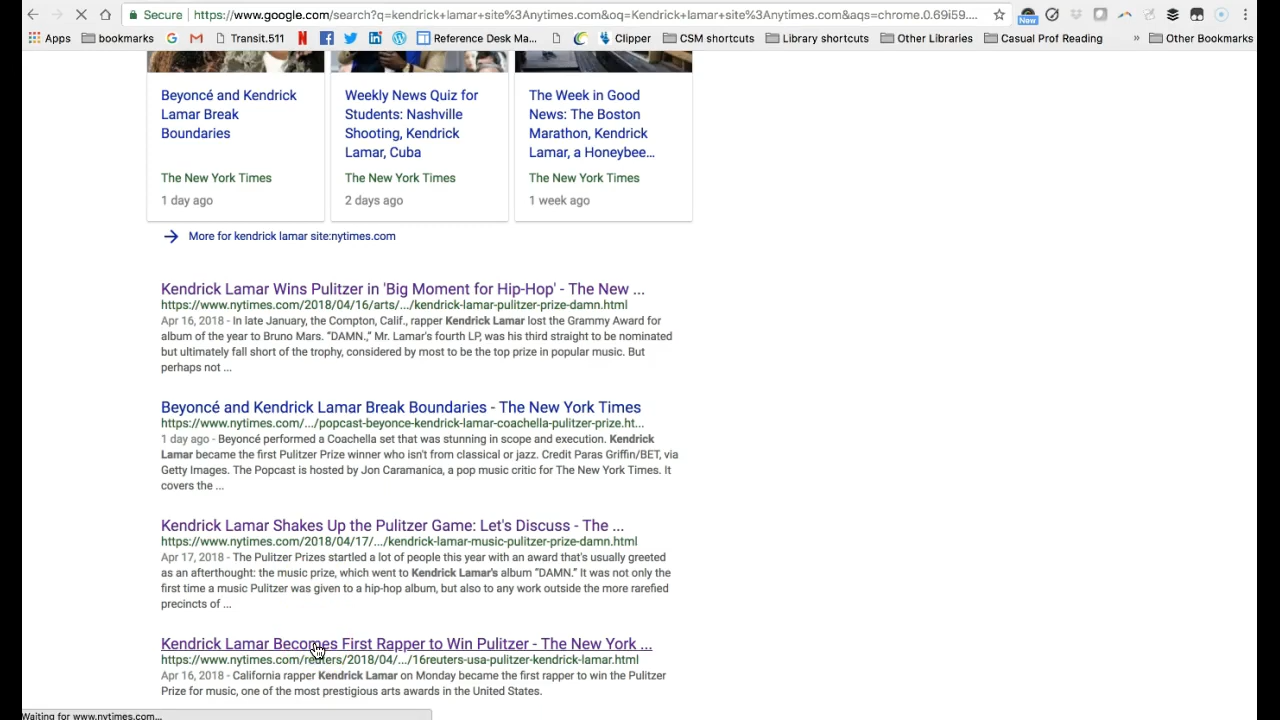 Secure https://www.google.com/search?q=kendrick+lamar+site%3Anytimes.com&oq=Kendrick+lamar+site%3Anytimes.com&aqs=chrome.0.69i59....
New
Apps bookmarks Transit.511 Reference Desk Ma... Clipper CSM shortcuts Library shortcuts Other Libraries Casual Prof Reading » Other Bookmarks
Beyoncé and Kendrick
Lamar Break
Boundaries
The New York Times
1 day ago
Weekly News Quiz for
Students: Nashville
Shooting, Kendrick
Lamar, Cuba
The New York Times
2 days ago
The Week in Good
News: The Boston
Marathon, Kendrick
Lamar, a Honeybee...
The New York Times
1 week ago
More for kendrick lamar site:nytimes.com
Kendrick Lamar Wins Pulitzer in 'Big Moment for Hip-Hop' - The New ...
https://www.nytimes.com/2018/04/16/arts/.../kendrick-lamar-pulitzer-prize-damn.html
Apr 16, 2018 - In late January, the Compton, Calif., rapper Kendrick Lamar lost the Grammy Award for
album of the year to Bruno Mars. “DAMN.,” Mr. Lamar's fourth LP, was his third straight to be nominated
but ultimately fall short of the trophy, considered by most to be the top prize in popular music. But
perhaps not ...
Beyoncé and Kendrick Lamar Break Boundaries - The New York Times
https://www.nytimes.com/.../popcast-beyonce-kendrick-lamar-coachella-pulitzer-prize.ht...
1 day ago - Beyoncé performed a Coachella set that was stunning in scope and execution. Kendrick
Lamar became the first Pulitzer Prize winner who isn't from classical or jazz. Credit Paras Griffin/BET, via
Getty Images. The Popcast is hosted by Jon Caramanica, a pop music critic for The New York Times. It
covers the ...
Kendrick Lamar Shakes Up the Pulitzer Game: Let's Discuss - The ...
https://www.nytimes.com/2018/04/17/.../kendrick-lamar-music-pulitzer-prize-damn.html
Apr 17, 2018 - The Pulitzer Prizes startled a lot of people this year with an award that's usually greeted
as an afterthought: the music prize, which went to Kendrick Lamar's album “DAMN.” It was not only the
first time a music Pulitzer was given to a hip-hop album, but also to any work outside the more rarefied
precincts of ...
Kendrick Lamar Becomes First Rapper to Win Pulitzer - The New York ...
https://www.nytimes.com/reuters/2018/04/.../16reuters-usa-pulitzer-kendrick-lamar.html
Apr 16, 2018 - California rapper Kendrick Lamar on Monday became the first rapper to win the Pulitzer
Prize for music, one of the most prestigious arts awards in the United States.
Waiting for www.nytimes.com...